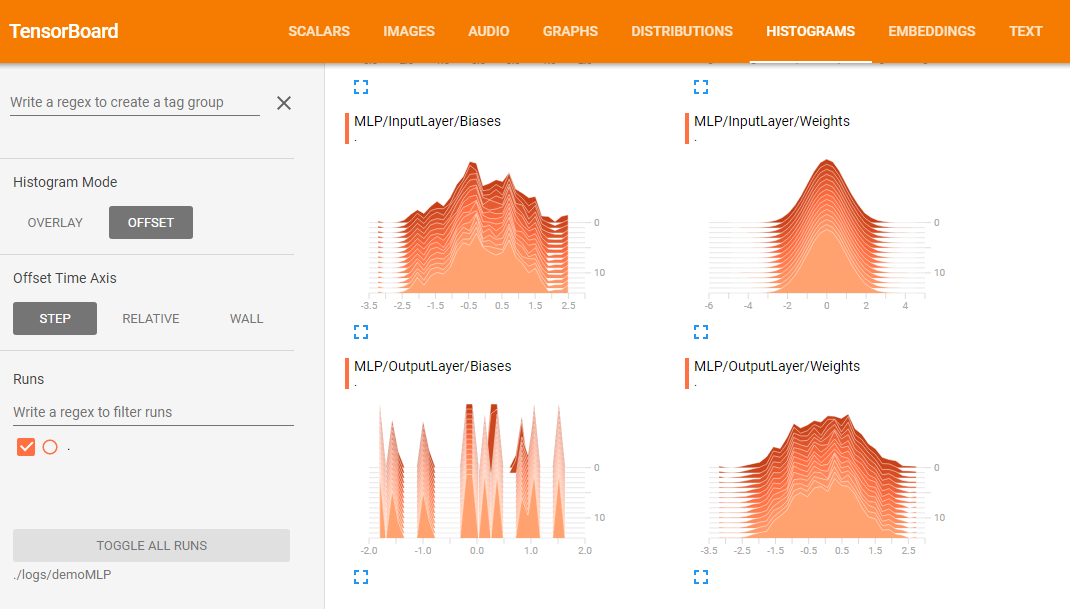 TensorBoard
SCALARS IMAGES AUDIO GRAPHS DISTRIBUTIONS HISTOGRAMS EMBEDDINGS TEXT
Write a regex to create a tag group
Histogram Mode
OVERLAY OFFSET
Offset Time Axis
STEP RELATIVE WALL
Runs
Write a regex to filter runs
.
TOGGLE ALL RUNS
./logs/demoMLP
MLP/InputLayer/Biases
.
0
10
-3.5 -2.5 -1.5 -0.5 0.5 1.5 2.5
MLP/InputLayer/Weights
.
0
10
-6 -4 -2 0 2 4
MLP/OutputLayer/Biases
.
0
10
-2.0 -1.0 0.0 1.0 2.0
MLP/OutputLayer/Weights
.
0
10
-3.5 -2.5 -1.5 -0.5 0.5 1.5 2.5